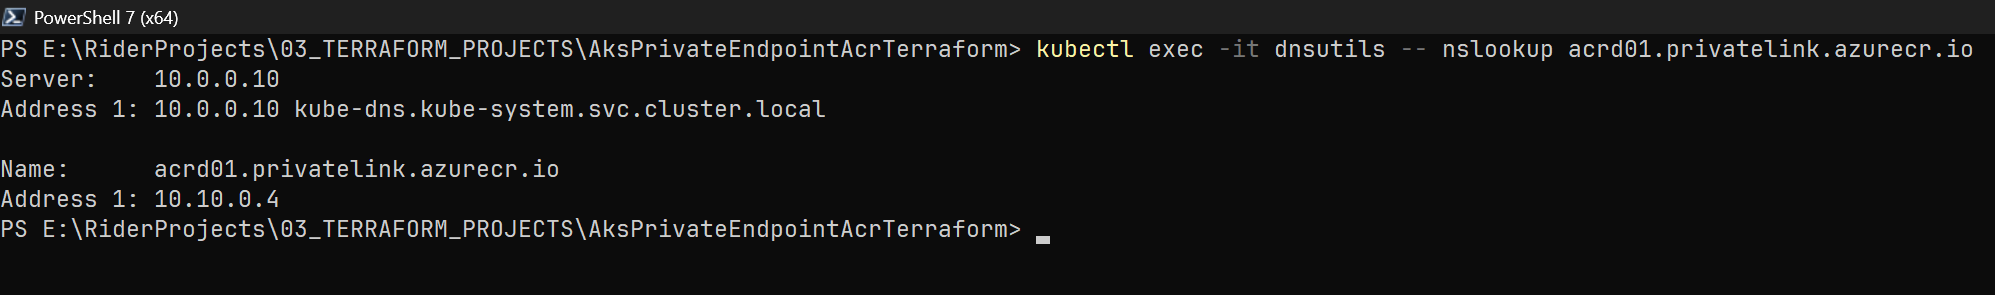 PowerShell 7 (x64)
PS E:\RiderProjects\03_TERRAFORM_PROJECTS\AksPrivateEndpointAcrTerraform> kubectl exec -it dnsutils -- nslookup acrd01.privatelink.azurecr.io
Server:    10.0.0.10
Address 1: 10.0.0.10 kube-dns.kube-system.svc.cluster.local
Name:      acrd01.privatelink.azurecr.io
Address 1: 10.10.0.4
PS E:\RiderProjects\03_TERRAFORM_PROJECTS\AksPrivateEndpointAcrTerraform>